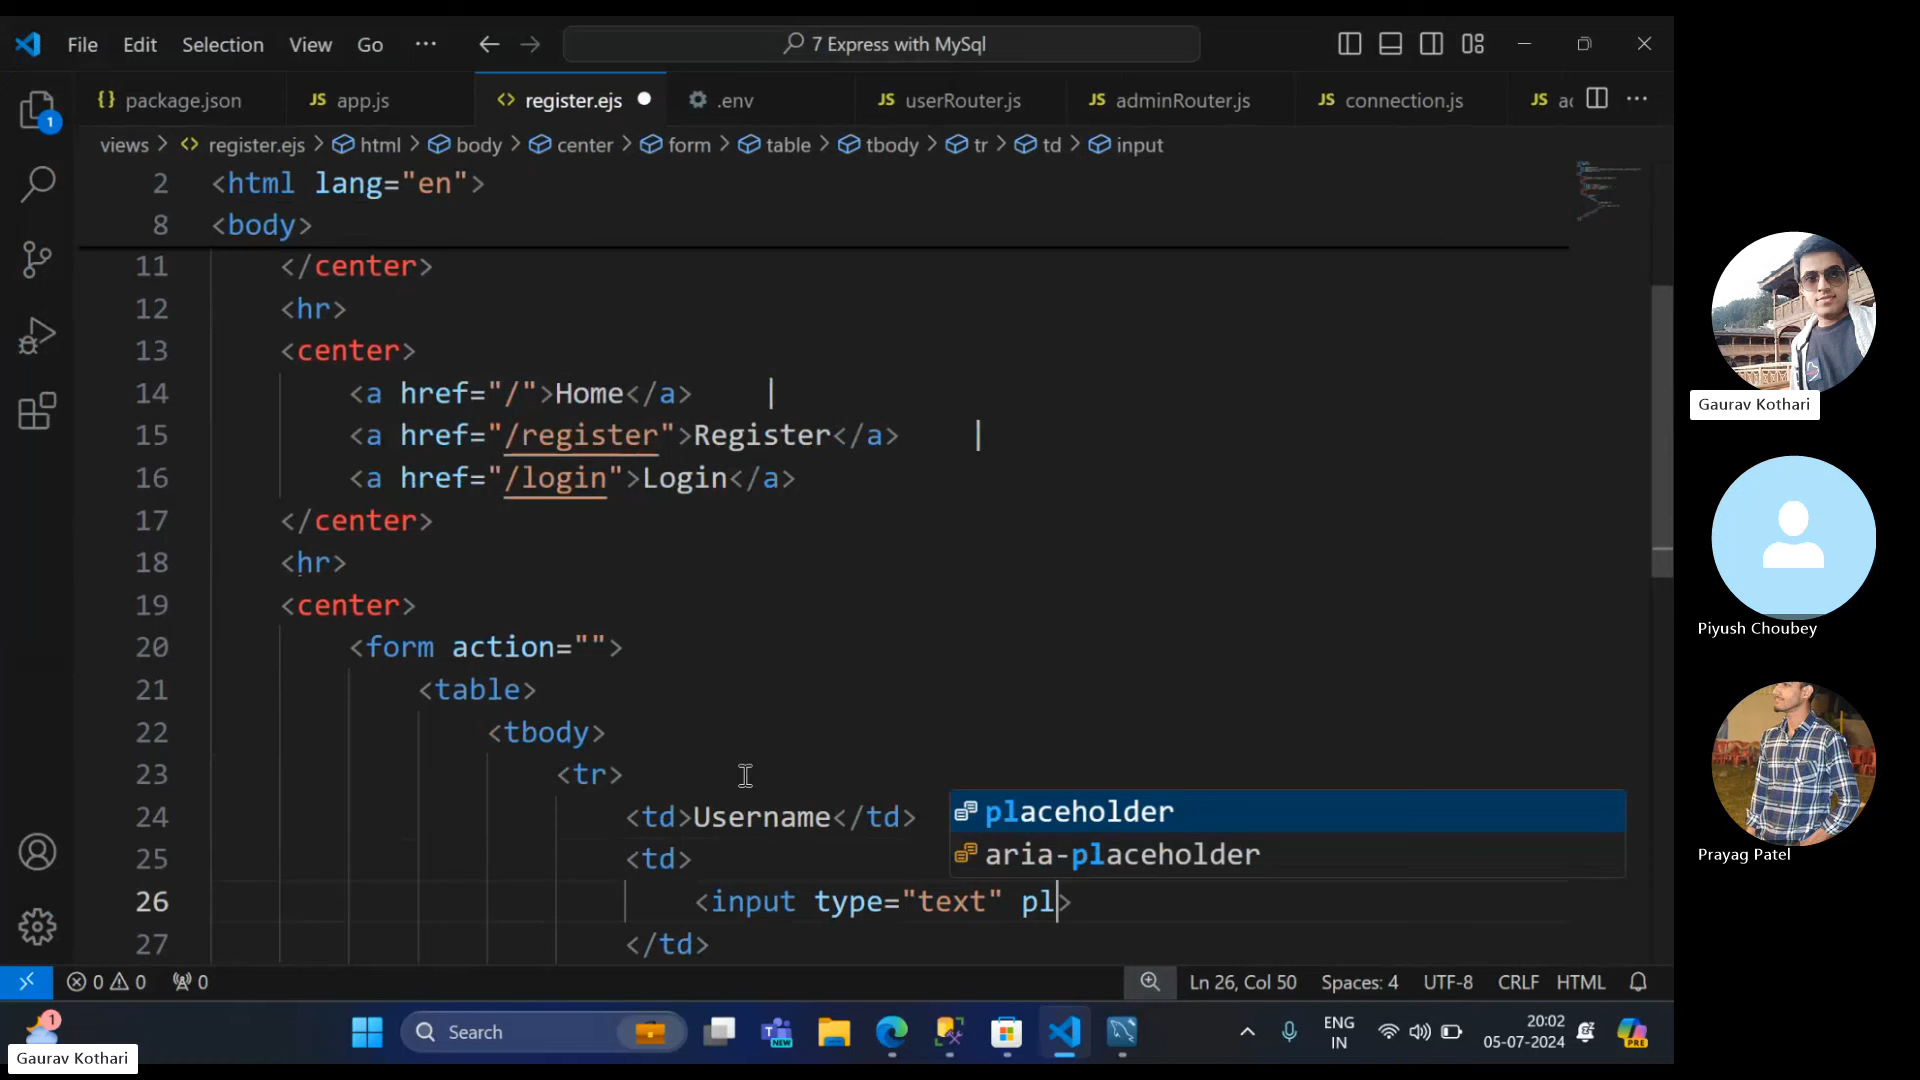 File Edit Selection View Go ··· 7 Express with MySql
package.json app.js register.ejs .env userRouter.js adminRouter.js connection.js
views > register.ejs > html > body > center > form > table > tbody > tr > td > input
2 <html lang="en">
8 <body>
11 </center>
12 <hr>
13 <center>
14 <a href="/">Home</a> |
15 <a href="/register">Register</a> |
16 <a href="/login">Login</a>
17 </center>
18 <hr>
19 <center>
20 <form action="">
21 <table>
22 <tbody>
23 <tr>
24 <td>Username</td>
placeholder
25 <td>
aria-placeholder
26 <input type="text" pl>
27 </td>
0 0 0 Ln 26, Col 50 Spaces: 4 UTF-8 CRLF HTML
1
Search
NEW
ENG
IN
20:02
05-07-2024
PRE
1
Gaurav Kothari
Gaurav Kothari
Piyush Choubey
Prayag Patel